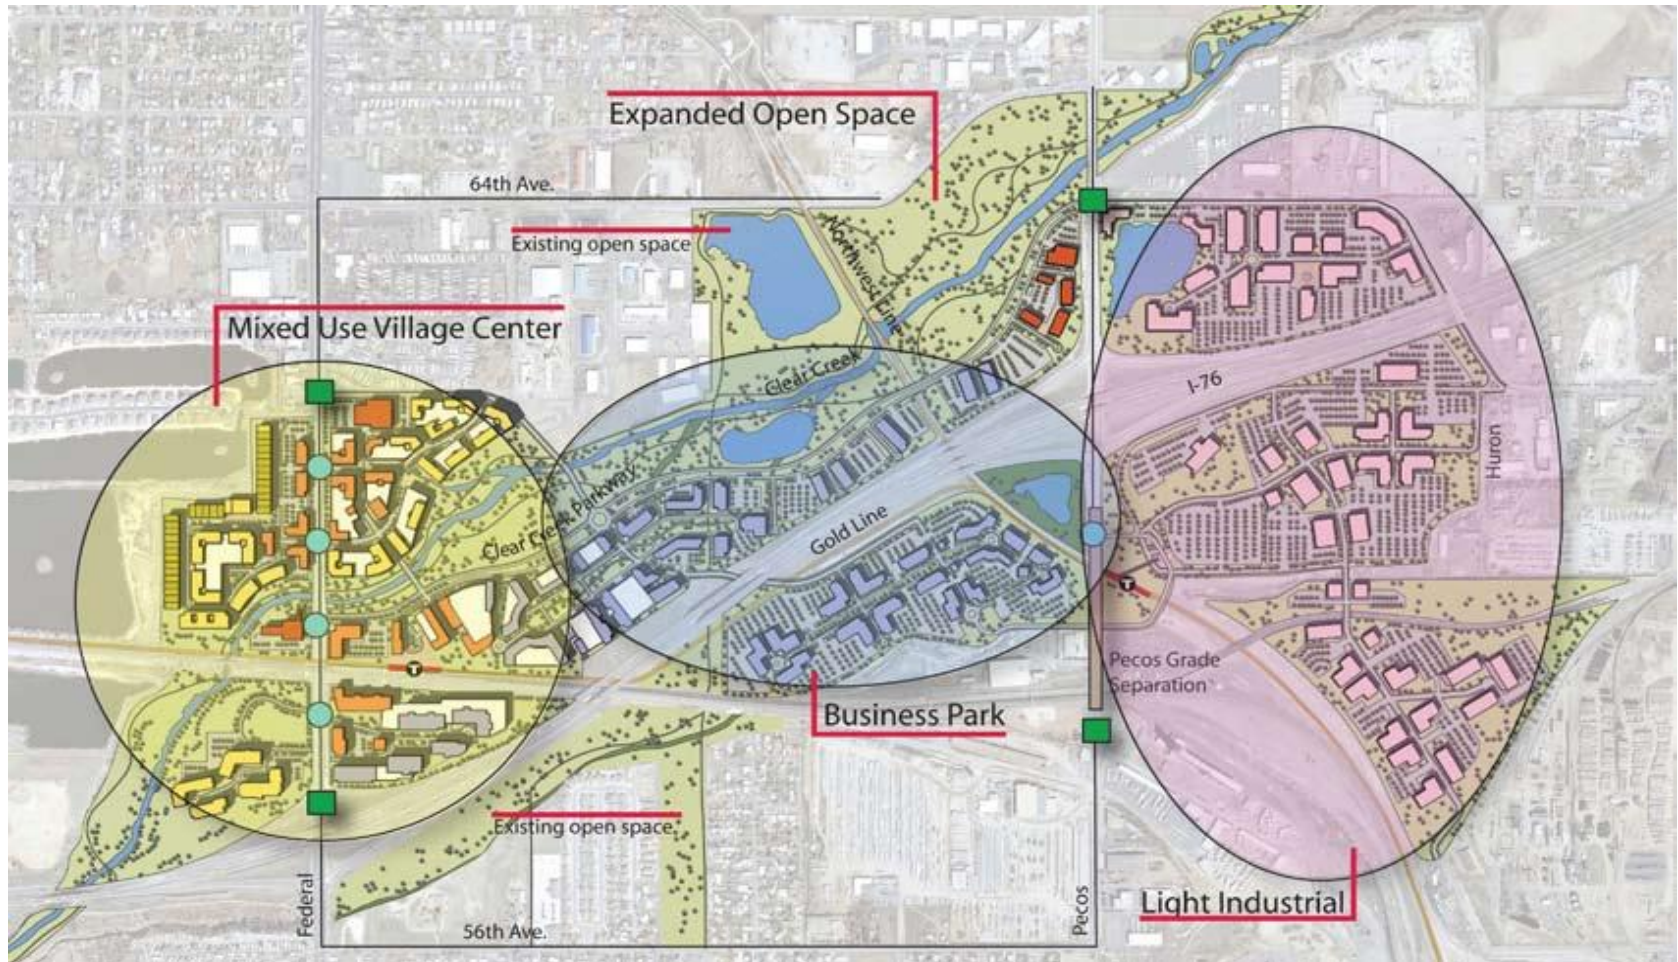 Expanded Open Space
64th Ave.
Existing open space
Northwest Line
Mixed Use Village Center
Clear Creek
I-76
Huron
Clear Creek Parkway
Gold Line
T
T
Pecos Grade
Separation
Business Park
Existing open space
Light Industrial
Federal
Pecos
56th Ave.